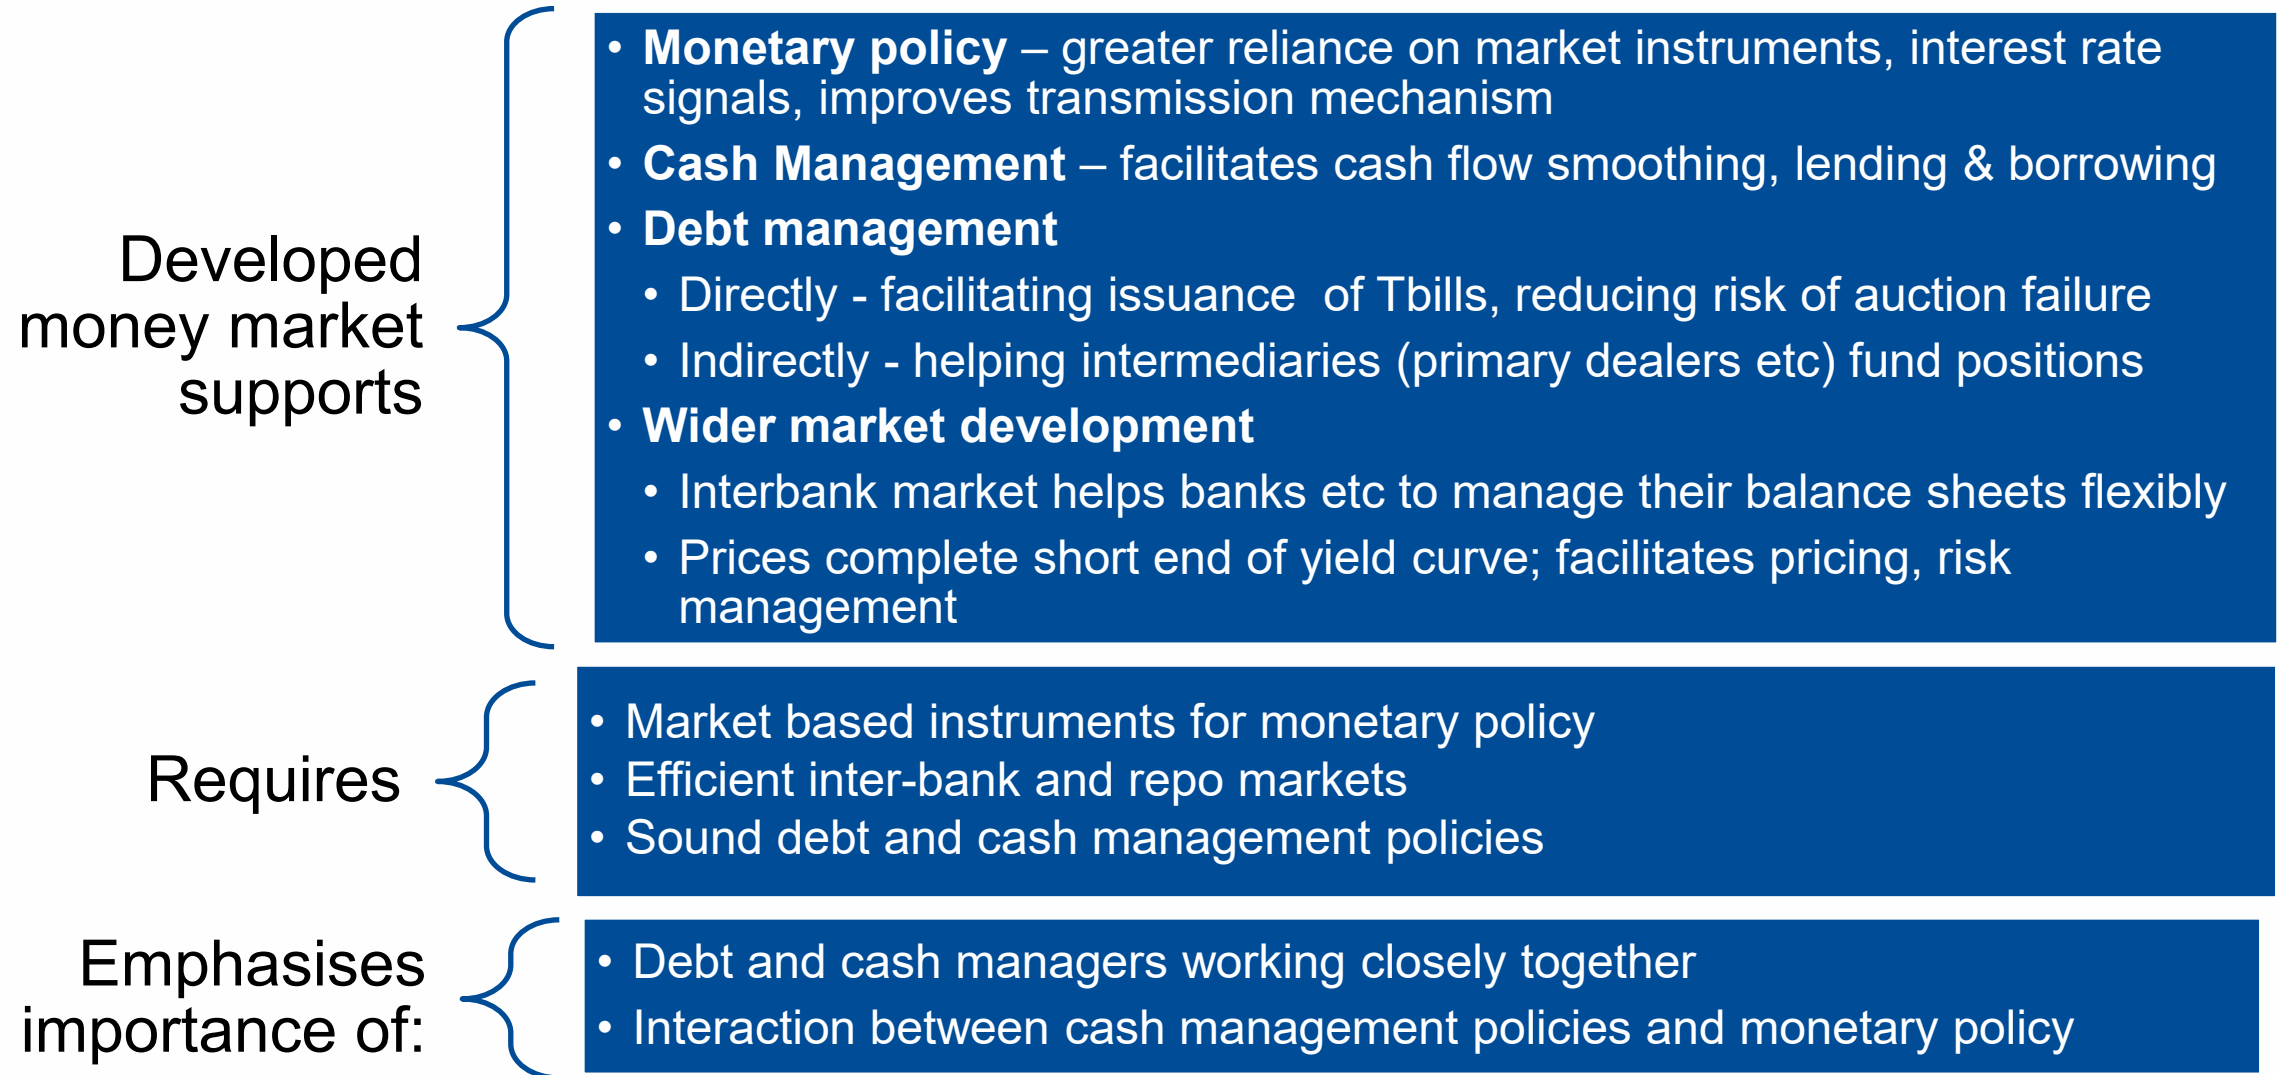 Developed
money market
supports
• Monetary policy – greater reliance on market instruments, interest rate
signals, improves transmission mechanism
• Cash Management – facilitates cash flow smoothing, lending & borrowing
• Debt management
• Directly - facilitating issuance  of Tbills, reducing risk of auction failure
• Indirectly - helping intermediaries (primary dealers etc) fund positions
• Wider market development
• Interbank market helps banks etc to manage their balance sheets flexibly
• Prices complete short end of yield curve; facilitates pricing, risk
management
Requires
• Market based instruments for monetary policy
• Efficient inter-bank and repo markets
• Sound debt and cash management policies
Emphasises
importance of:
• Debt and cash managers working closely together
• Interaction between cash management policies and monetary policy